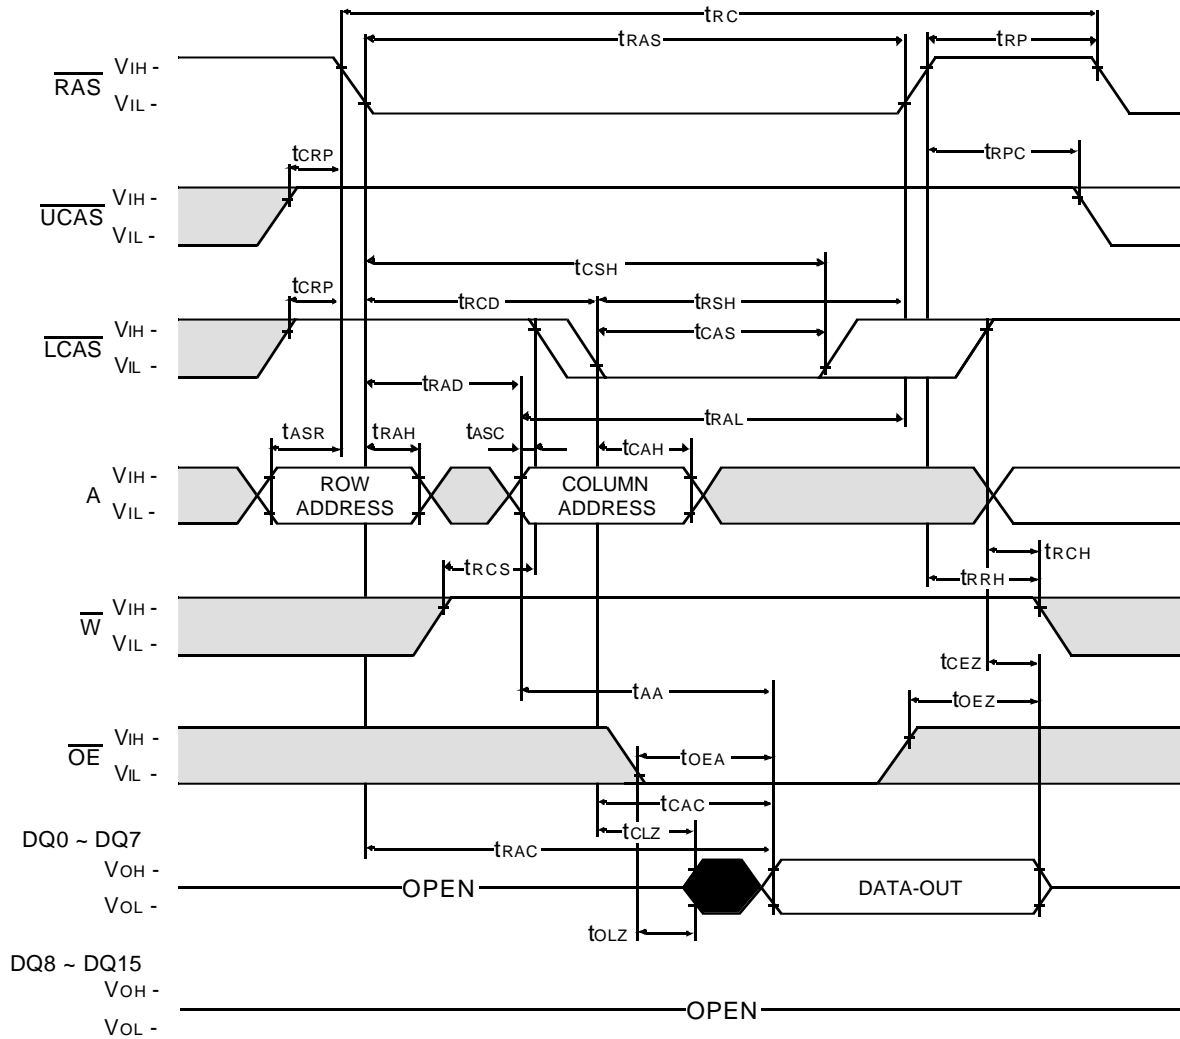 tRC
tRAS
tRP
RAS
VIH -
VIL -
tCRP
tRPC
UCAS
VIH -
VIL -
tCSH
tCRP
tRCD
tRSH
LCAS
VIH -
VIL -
tCAS
tRAD
tRAL
tASR
tRAH
tASC
tCAH
A
VIH -
VIL -
ROW
ADDRESS
COLUMN
ADDRESS
tRCH
tRCS
tRRH
W
VIH -
VIL -
tCEZ
tAA
tOEZ
OE
VIH -
VIL -
tOEA
tCAC
tCLZ
tRAC
DQ0 ~ DQ7
VOH -
VOL -
OPEN
DATA-OUT
tOLZ
DQ8 ~ DQ15
VOH -
VOL -
OPEN